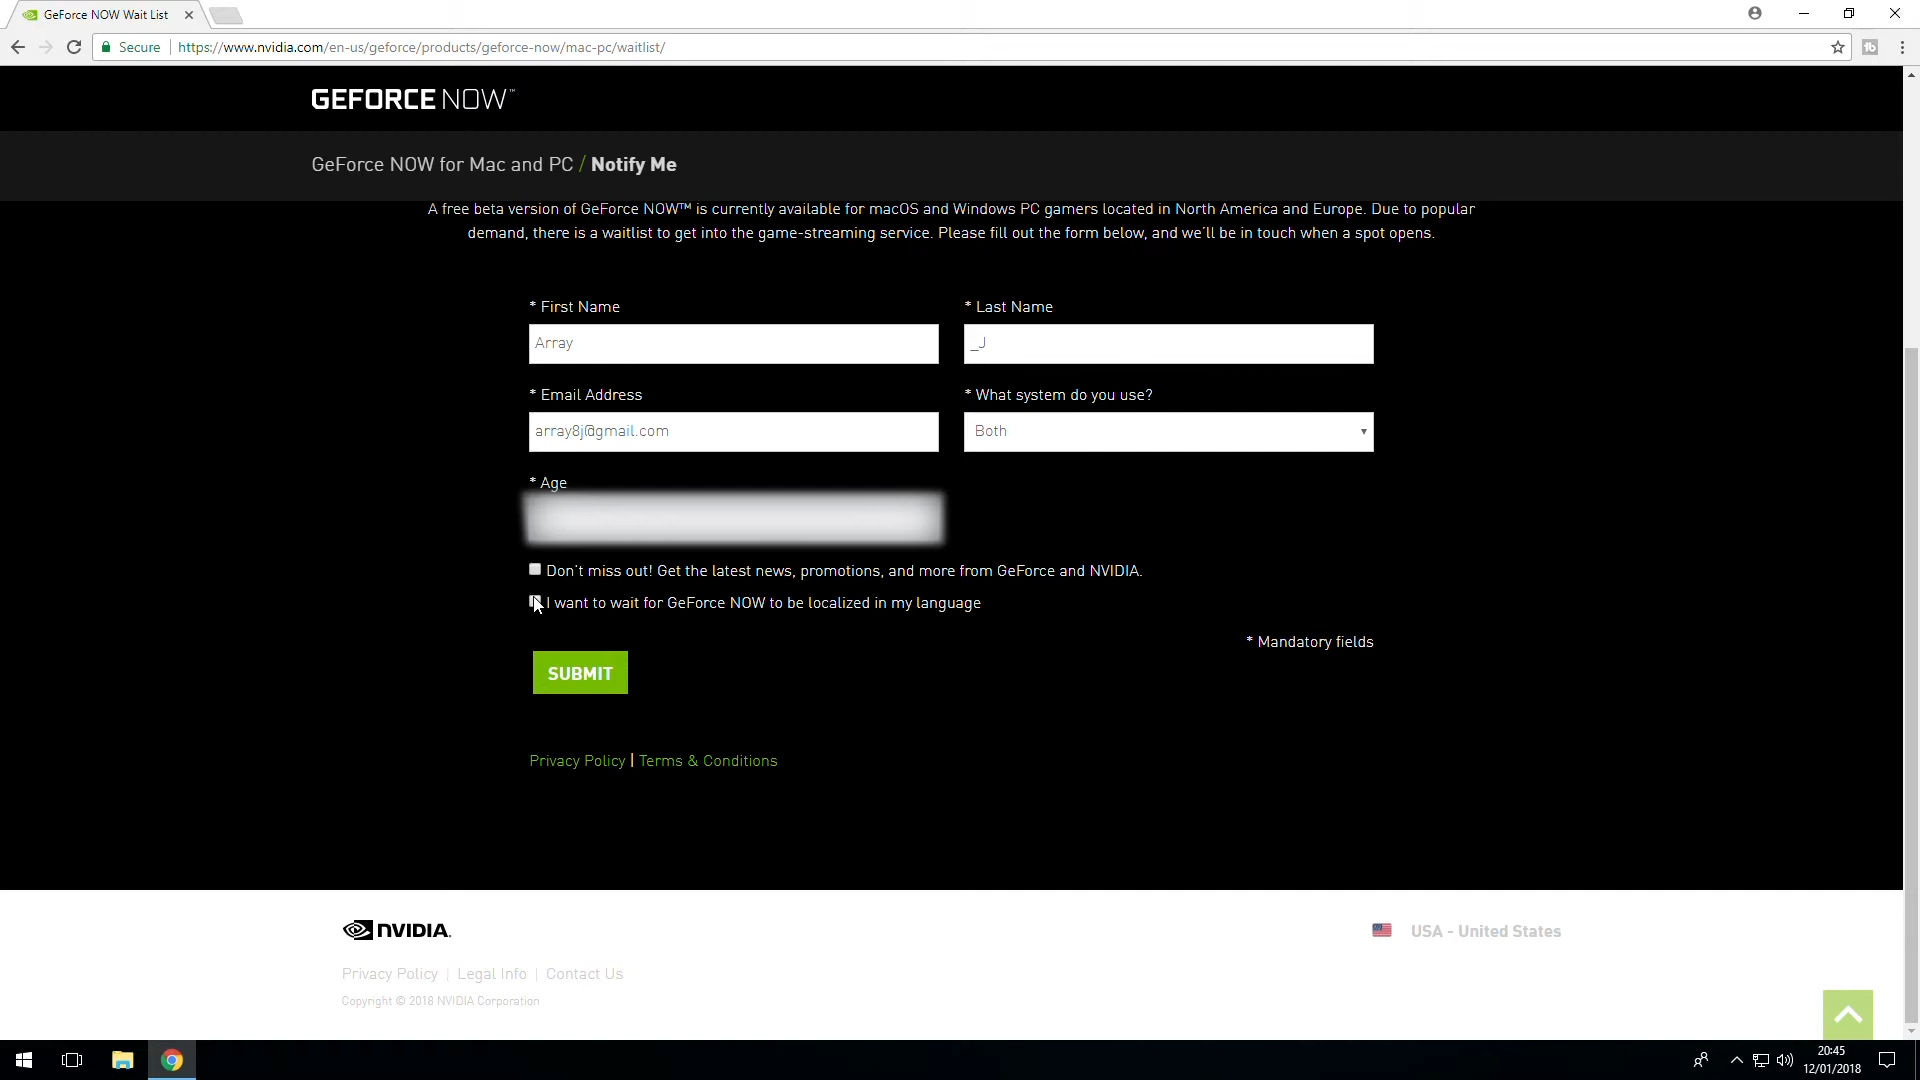 GeForce NOW Wait List
Secure
https://www.nvidia.com/en-us/geforce/products/geforce-now/mac-pc/waitlist/
GEFORCE NOW™
GeForce NOW for Mac and PC / Notify Me
A free beta version of GeForce NOW™ is currently available for macOS and Windows PC gamers located in North America and Europe. Due to popular
demand, there is a waitlist to get into the game-streaming service. Please fill out the form below, and we'll be in touch when a spot opens.
* First Name
* Last Name
Array
_J
* Email Address
* What system do you use?
array8j@gmail.com
Both
* Age
Don't miss out! Get the latest news, promotions, and more from GeForce and NVIDIA.
I want to wait for GeForce NOW to be localized in my language
* Mandatory fields
SUBMIT
Privacy Policy | Terms & Conditions
NVIDIA.
USA - United States
Privacy Policy | Legal Info | Contact Us
Copyright © 2018 NVIDIA Corporation
20:45
12/01/2018